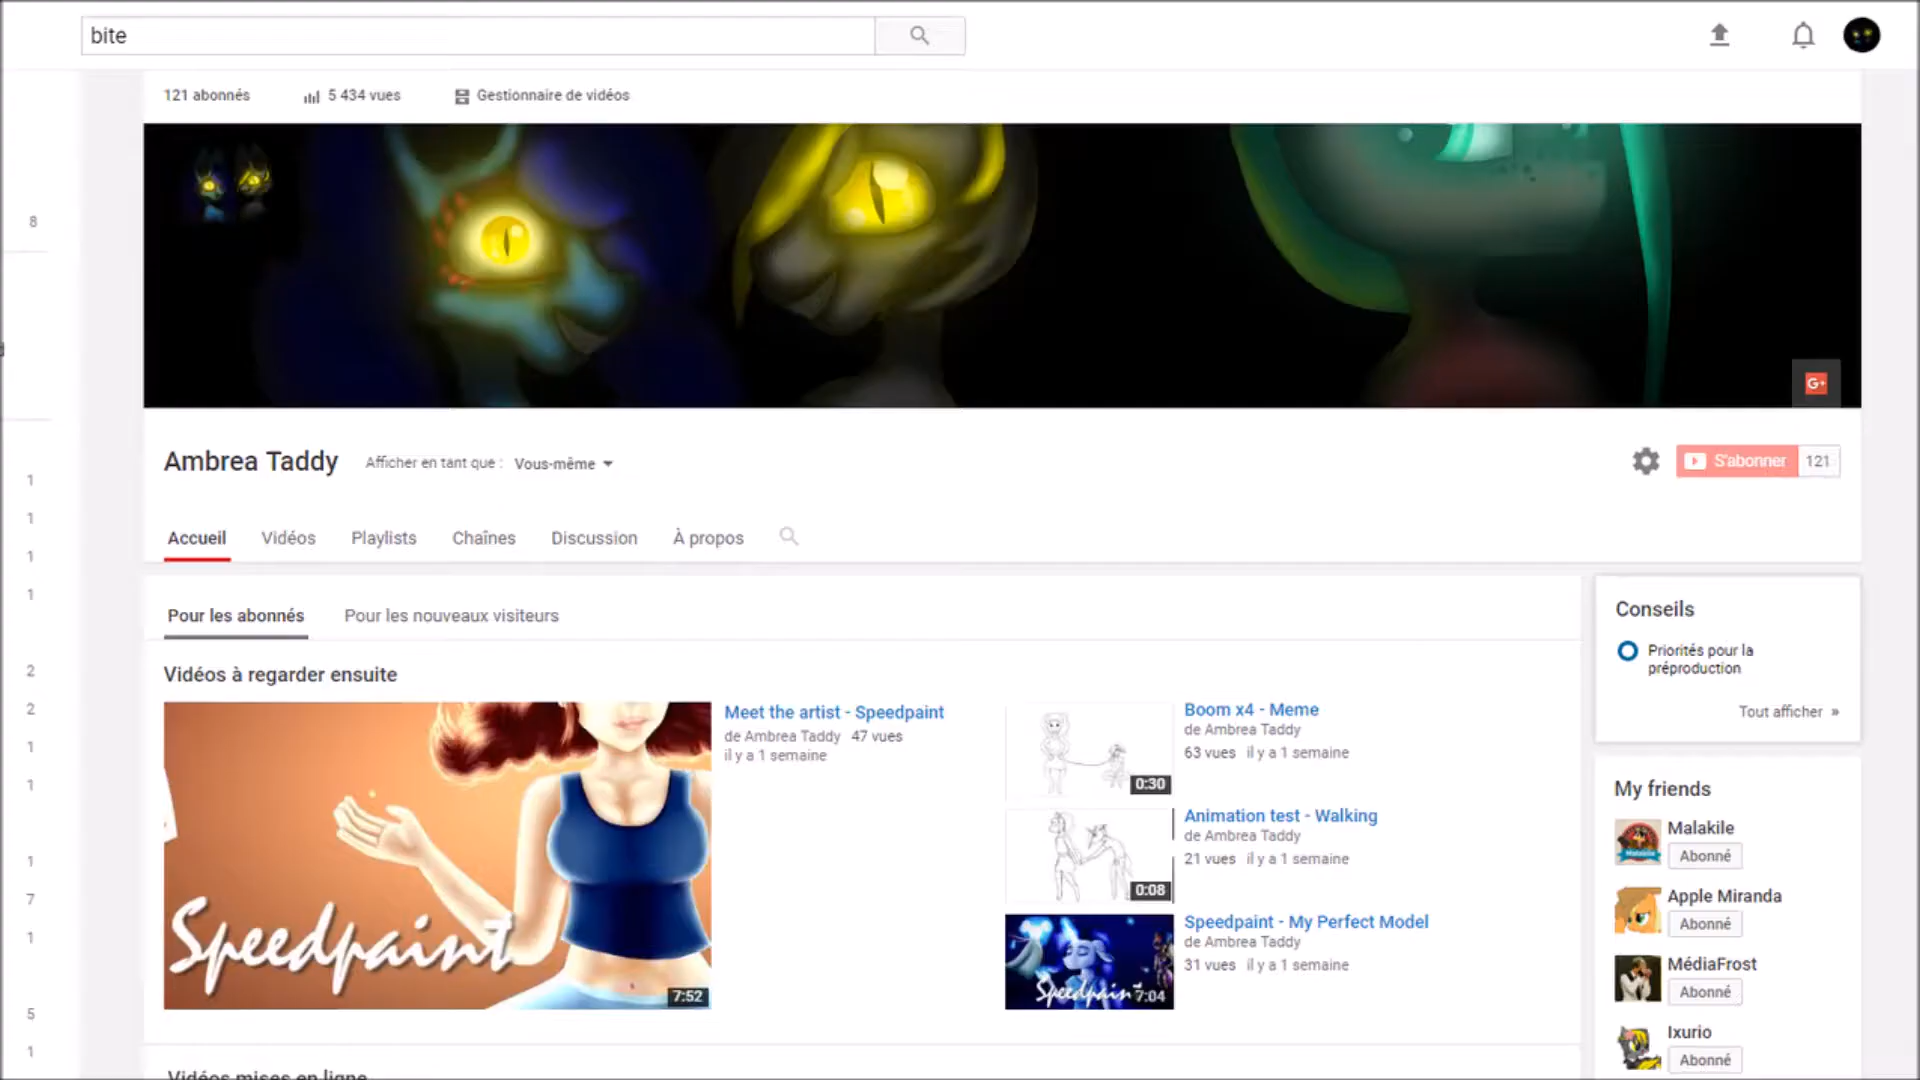 bite
121 abonnés 5 434 vues Gestionnaire de vidéos
8
G+
Ambrea Taddy Afficher en tant que : Vous-même
S'abonner 121
1
Accueil Vidéos Playlists Chaînes Discussion À propos
1
1
1
Pour les abonnés Pour les nouveaux visiteurs
Vidéos à regarder ensuite
2
2
1
1
1
7
1
5
1
Speedpaint
7:52
Meet the artist - Speedpaint
de Ambrea Taddy 47 vues
il y a 1 semaine
0:30
Boom x4 - Meme
de Ambrea Taddy
63 vues il y a 1 semaine
0:08
Animation test - Walking
de Ambrea Taddy
21 vues il y a 1 semaine
Speedpaint 7:04
Speedpaint - My Perfect Model
de Ambrea Taddy
31 vues il y a 1 semaine
Vidéos mises en ligne
Conseils
Priorités pour la
préproduction
Tout afficher »
My friends
Malakile
Abonné
Apple Miranda
Abonné
MédiaFrost
Abonné
Ixurio
Abonné